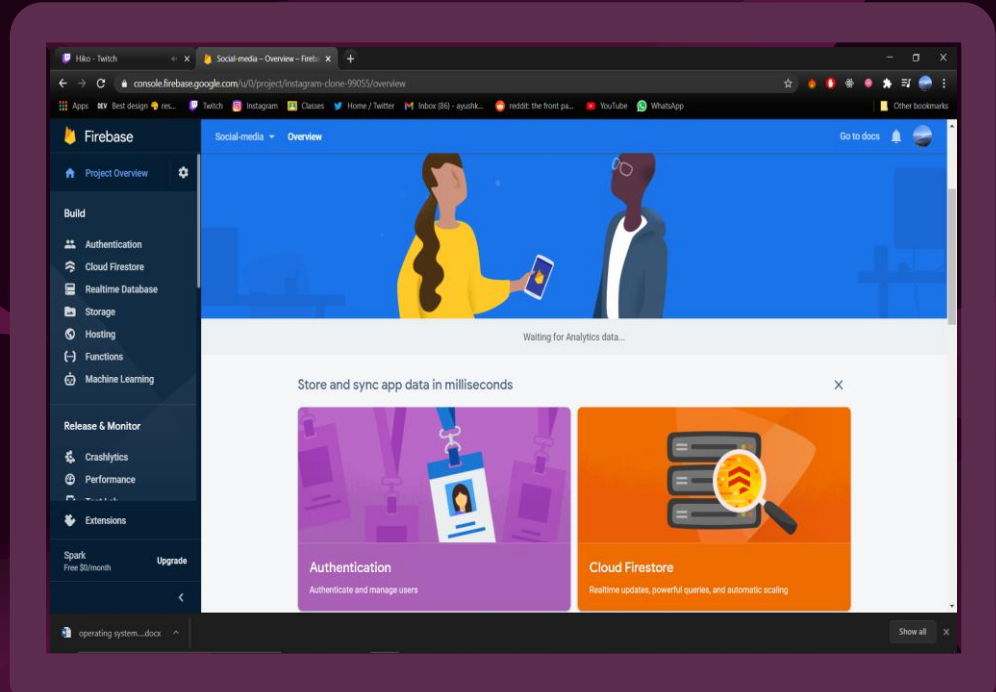 Hiko - Twitch
Social-media – Overview – Fireb
console.firebase.google.com/u/0/project/instagram-clone-99055/overview
Apps
DEV Best design res...
Twitch
Instagram
Classes
Home / Twitter
Inbox (86) - ayushk...
reddit: the front pa...
YouTube
WhatsApp
Other bookmarks
Firebase
Social-media
Overview
Go to docs
Project Overview
Build
Authentication
Cloud Firestore
Realtime Database
Storage
Hosting
Functions
Machine Learning
Release & Monitor
Crashlytics
Performance
Extensions
Spark
Free $0/month
Upgrade
Waiting for Analytics data...
Store and sync app data in milliseconds
Authentication
Authenticate and manage users
Cloud Firestore
Realtime updates, powerful queries, and automatic scaling
operating system....docx
Show all